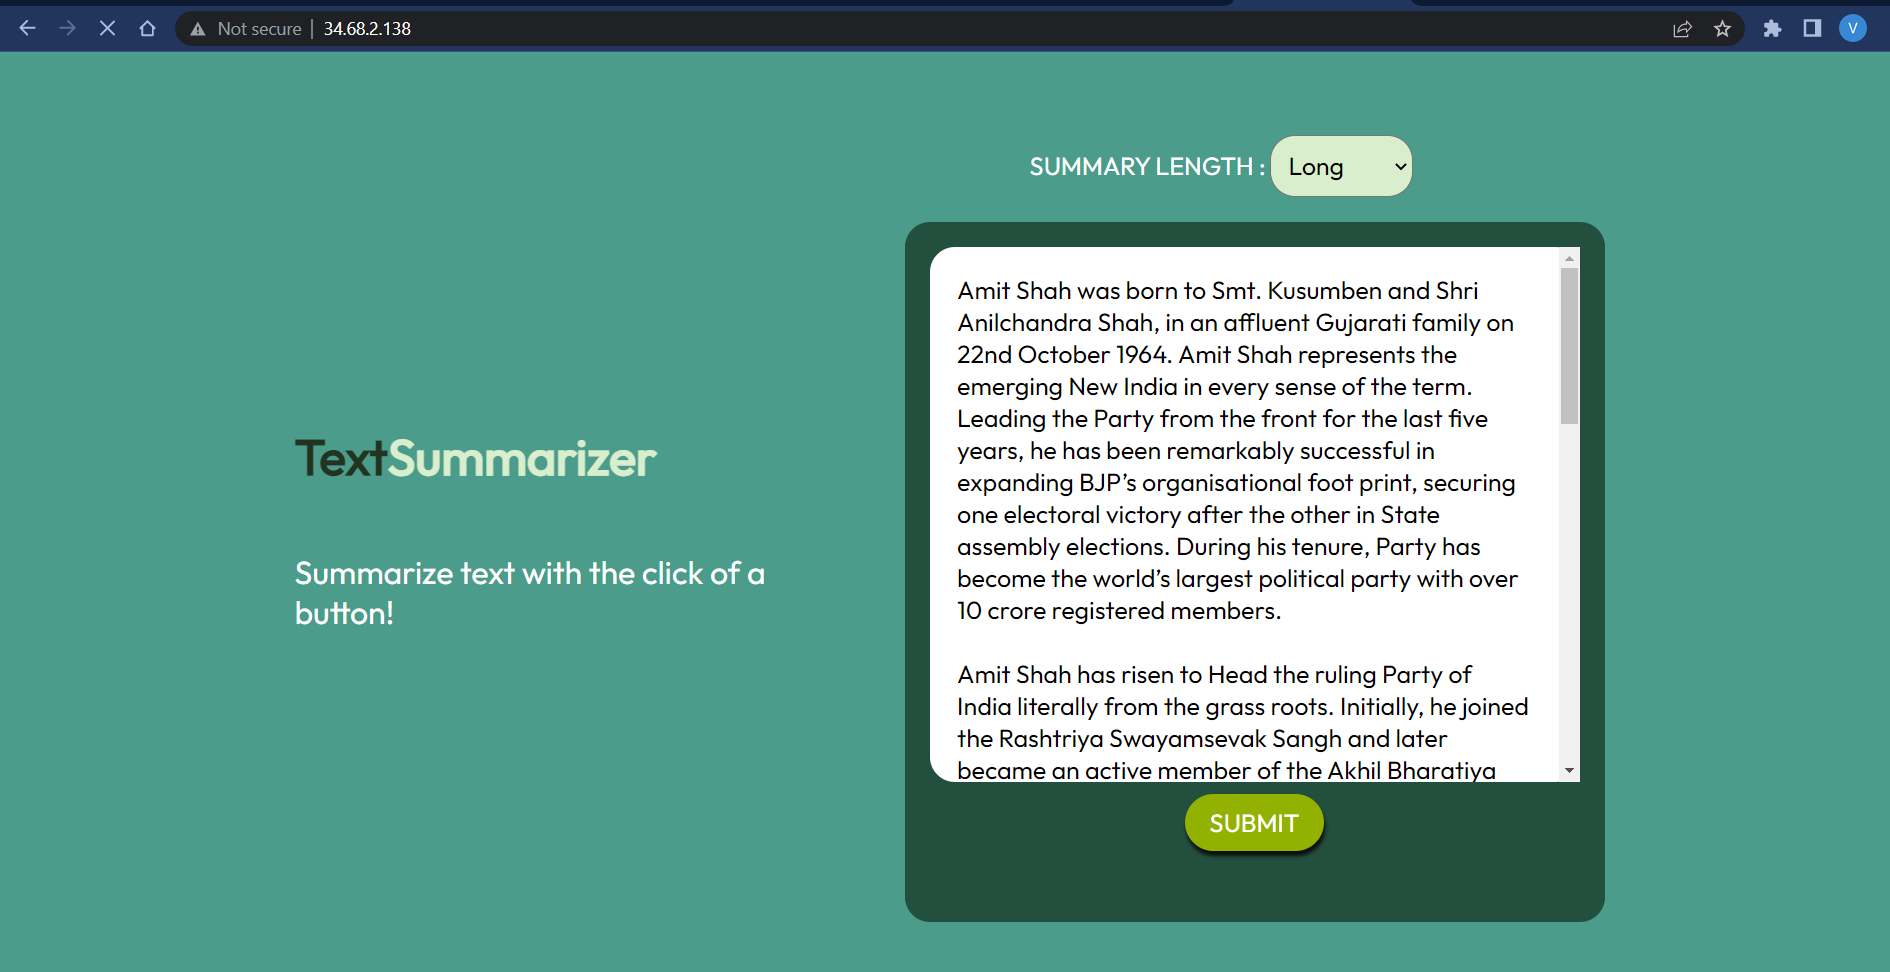 Not secure | 34.68.2.138
V
SUMMARY LENGTH : Long
Amit Shah was born to Smt. Kusumben and Shri
Anilchandra Shah, in an affluent Gujarati family on
22nd October 1964. Amit Shah represents the
emerging New India in every sense of the term.
Leading the Party from the front for the last five
years, he has been remarkably successful in
expanding BJP’s organisational foot print, securing
one electoral victory after the other in State
assembly elections. During his tenure, Party has
become the world’s largest political party with over
10 crore registered members.
Amit Shah has risen to Head the ruling Party of
India literally from the grass roots. Initially, he joined
the Rashtriya Swayamsevak Sangh and later
became an active member of the Akhil Bharatiya
TextSummarizer
Summarize text with the click of a
button!
SUBMIT